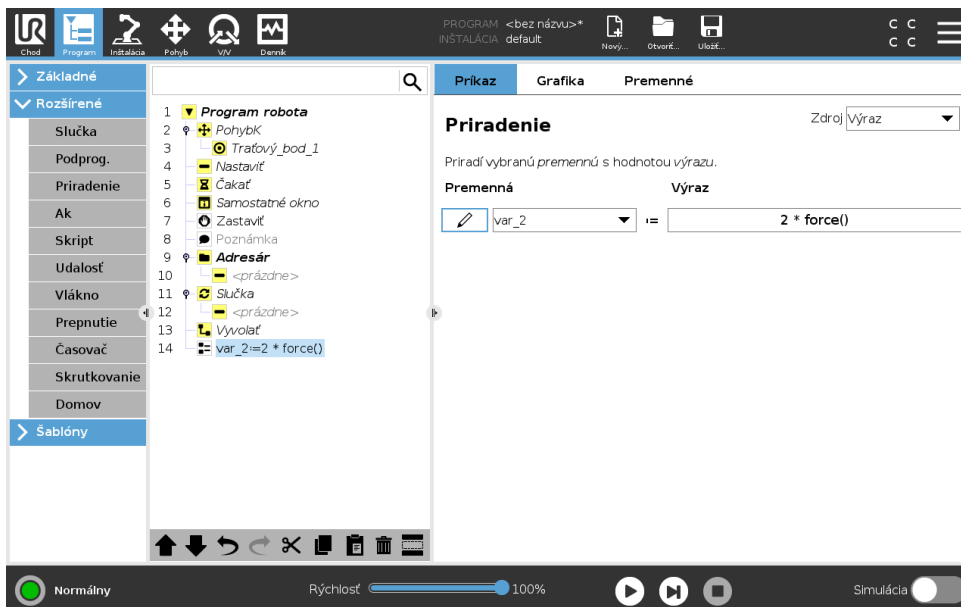 UR
PROGRAM <bez názvu>*
INŠTALÁCIA default
C C
C C
Chod Program Inštalácia Pohyb V/V Denník Nový... Otvoriť... Uložiť...
Základné
Rozšírené
Slučka
Podprog.
Priradenie
Ak
Skript
Udalosť
Vlákno
Prepnutie
Časovač
Skrutkovanie
Domov
Šablóny
1 Program robota
2 PohybK
3 Traťový_bod_1
4 Nastaviť
5 Čakať
6 Samostatné okno
7 Zastaviť
8 Poznámka
9 Adresár
10 <prázdne>
11 Slučka
12 <prázdne>
13 Vyvolať
14 var_2:=2 * force()
Príkaz Grafika Premenné
Priradenie
Zdroj Výraz
Priradí vybranú premennú s hodnotou výrazu.
Premenná Výraz
var_2 := 2 * force()
Normálny
Rýchlosť 100%
Simulácia